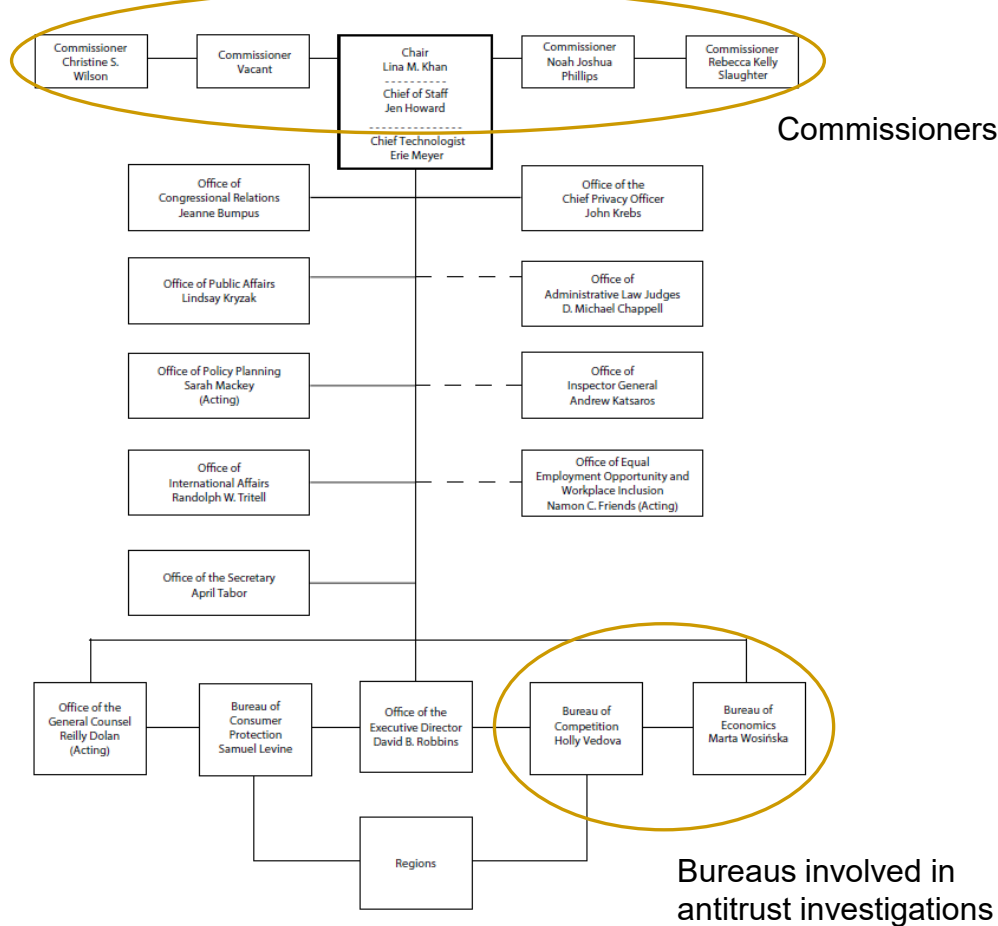 Commissioner
Christine S.
Wilson
Commissioner
Vacant
Chair
Lina M. Khan
Chief of Staff
Jen Howard
Chief Technologist
Erie Meyer
Commissioner
Noah Joshua
Phillips
Commissioner
Rebecca Kelly
Slaughter
Commissioners
Office of
Congressional Relations
Jeanne Bumpus
Office of the
Chief Privacy Officer
John Krebs
Office of Public Affairs
Lindsay Kryzak
Office of
Administrative Law Judges
D. Michael Chappell
Office of Policy Planning
Sarah Mackey
(Acting)
Office of
Inspector General
Andrew Katsaros
Office of
International Affairs
Randolph W. Tritell
Office of Equal
Employment Opportunity and
Workplace Inclusion
Namon C. Friends (Acting)
Office of the Secretary
April Tabor
Office of the
General Counsel
Reilly Dolan
(Acting)
Bureau of
Consumer
Protection
Samuel Levine
Office of the
Executive Director
David B. Robbins
Bureau of
Competition
Holly Vedova
Bureau of
Economics
Marta Wosińska
Regions
Bureaus involved in
antitrust investigations